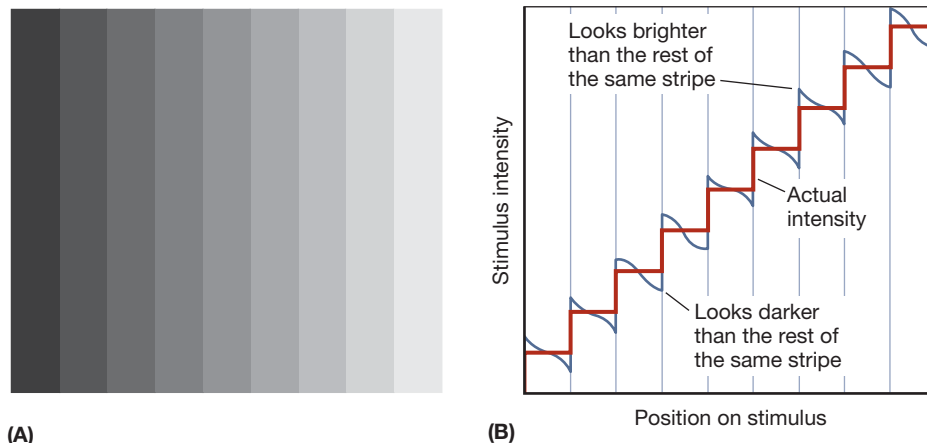 Looks brighter
than the rest of
the same stripe
Stimulus intensity
Actual
intensity
Looks darker
than the rest of
the same stripe
Position on stimulus
(A)
(B)